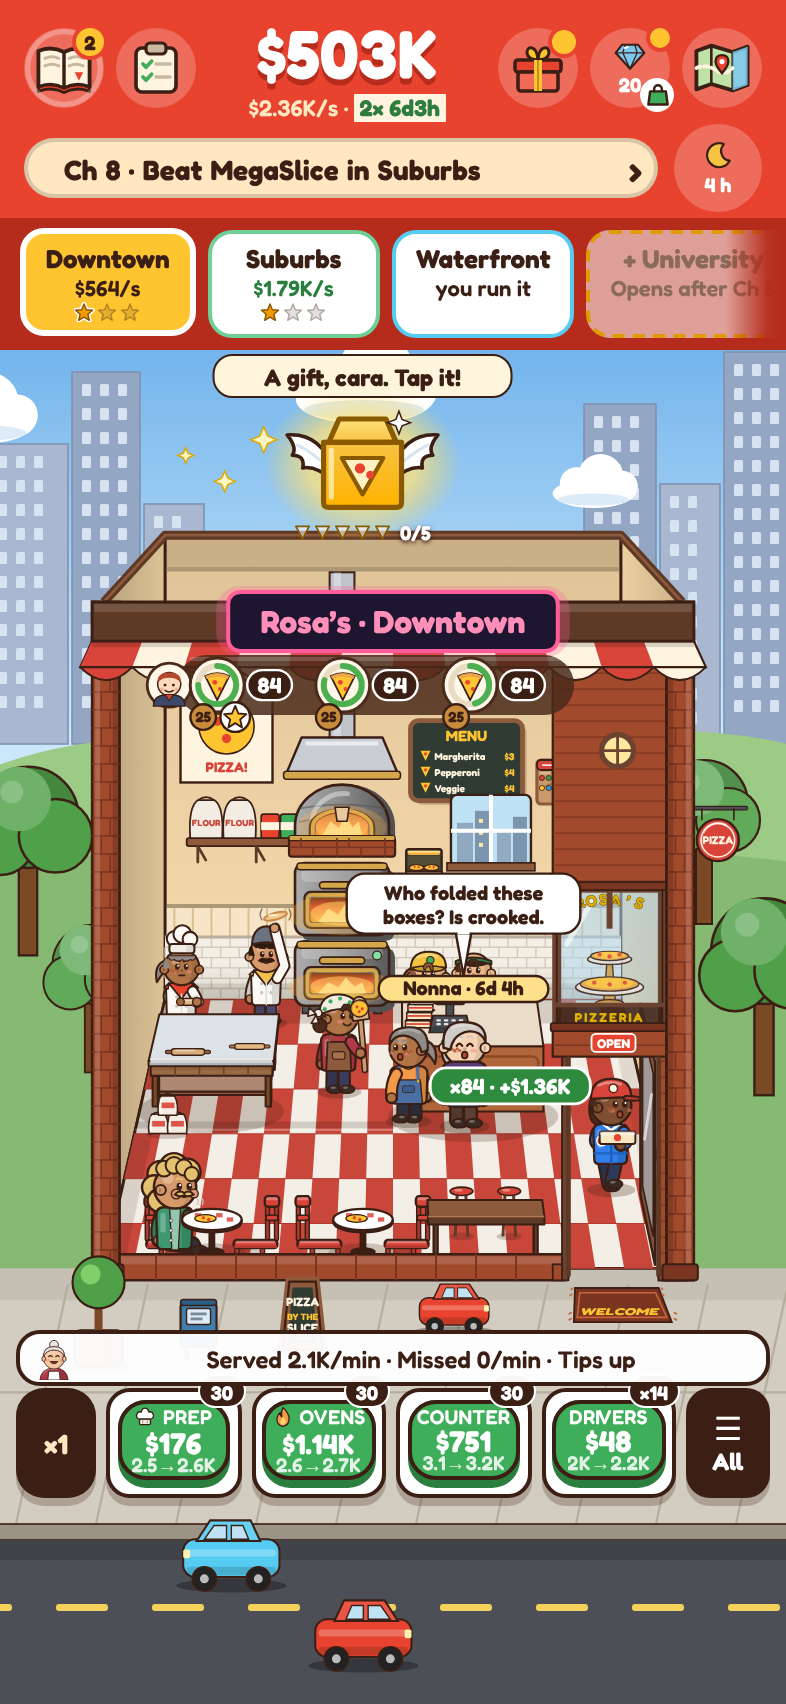 2
$503K
$2.36K/s · 2x 6d3h
20
Ch 8 · Beat MegaSlice in Suburbs
4 h
Downtown
$564/s
Suburbs
$1.79K/s
Waterfront
you run it
+ University
Opens after Ch 8
A gift, cara. Tap it!
0/5
Rosa's · Downtown
84
84
84
25
25
25
PIZZA!
MENU
Margherita $3
Pepperoni $4
Veggie $4
FLOUR FLOUR
PIZZA
Who folded these
boxes? Is crooked.
ROSA'S
Nonna · 6d 4h
PIZZERIA
OPEN
x84 · +$1.36K
PIZZA
BY THE
SLICE
WELCOME
Served 2.1K/min · Missed 0/min · Tips up
x1
30
PREP
$176
2.5→2.6K
30
OVENS
$1.14K
2.6→2.7K
30
COUNTER
$751
3.1→3.2K
x14
DRIVERS
$48
2K→2.2K
All